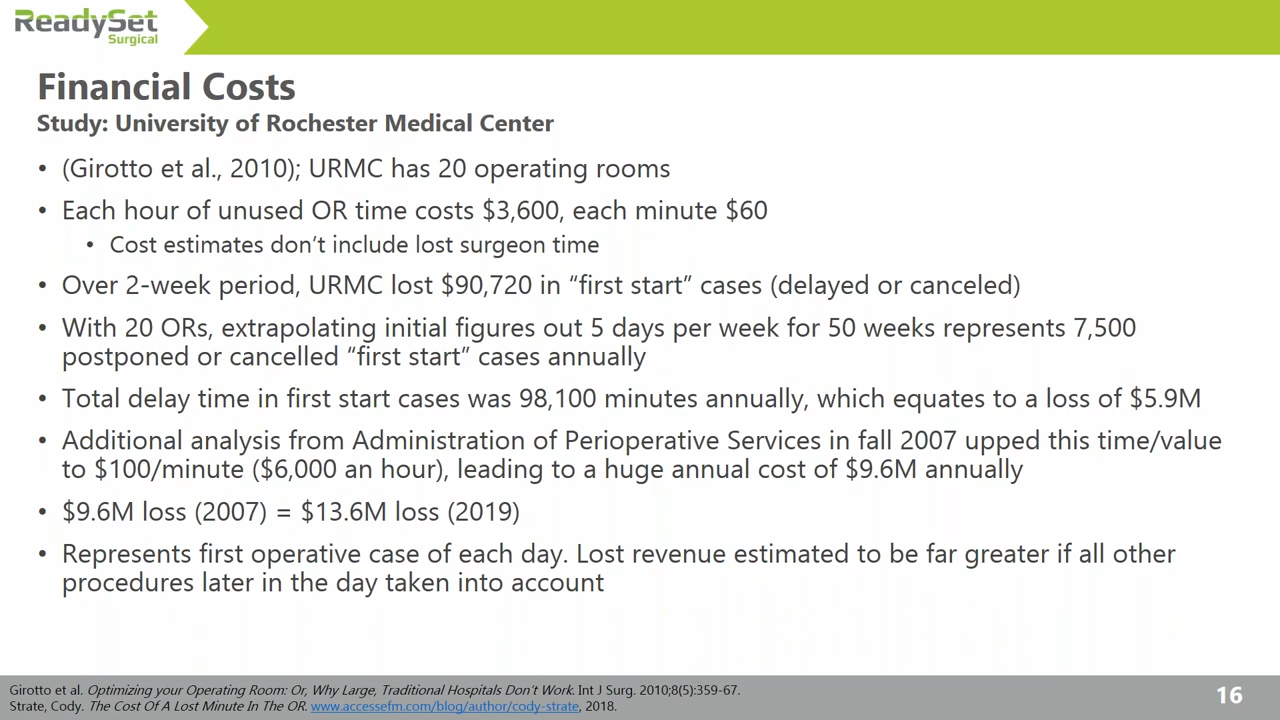 ReadySet
Surgical
Financial Costs
Study: University of Rochester Medical Center
• (Girotto et al., 2010); URMC has 20 operating rooms
• Each hour of unused OR time costs $3,600, each minute $60
• Cost estimates don’t include lost surgeon time
• Over 2-week period, URMC lost $90,720 in “first start” cases (delayed or canceled)
• With 20 ORs, extrapolating initial figures out 5 days per week for 50 weeks represents 7,500
postponed or cancelled “first start” cases annually
• Total delay time in first start cases was 98,100 minutes annually, which equates to a loss of $5.9M
• Additional analysis from Administration of Perioperative Services in fall 2007 upped this time/value
to $100/minute ($6,000 an hour), leading to a huge annual cost of $9.6M annually
• $9.6M loss (2007) = $13.6M loss (2019)
• Represents first operative case of each day. Lost revenue estimated to be far greater if all other
procedures later in the day taken into account
Girotto et al. Optimizing your Operating Room: Or, Why Large, Traditional Hospitals Don’t Work. Int J Surg. 2010;8(5):359-67.
Strate, Cody. The Cost Of A Lost Minute In The OR. www.accessefm.com/blog/author/cody-strate, 2018.
16